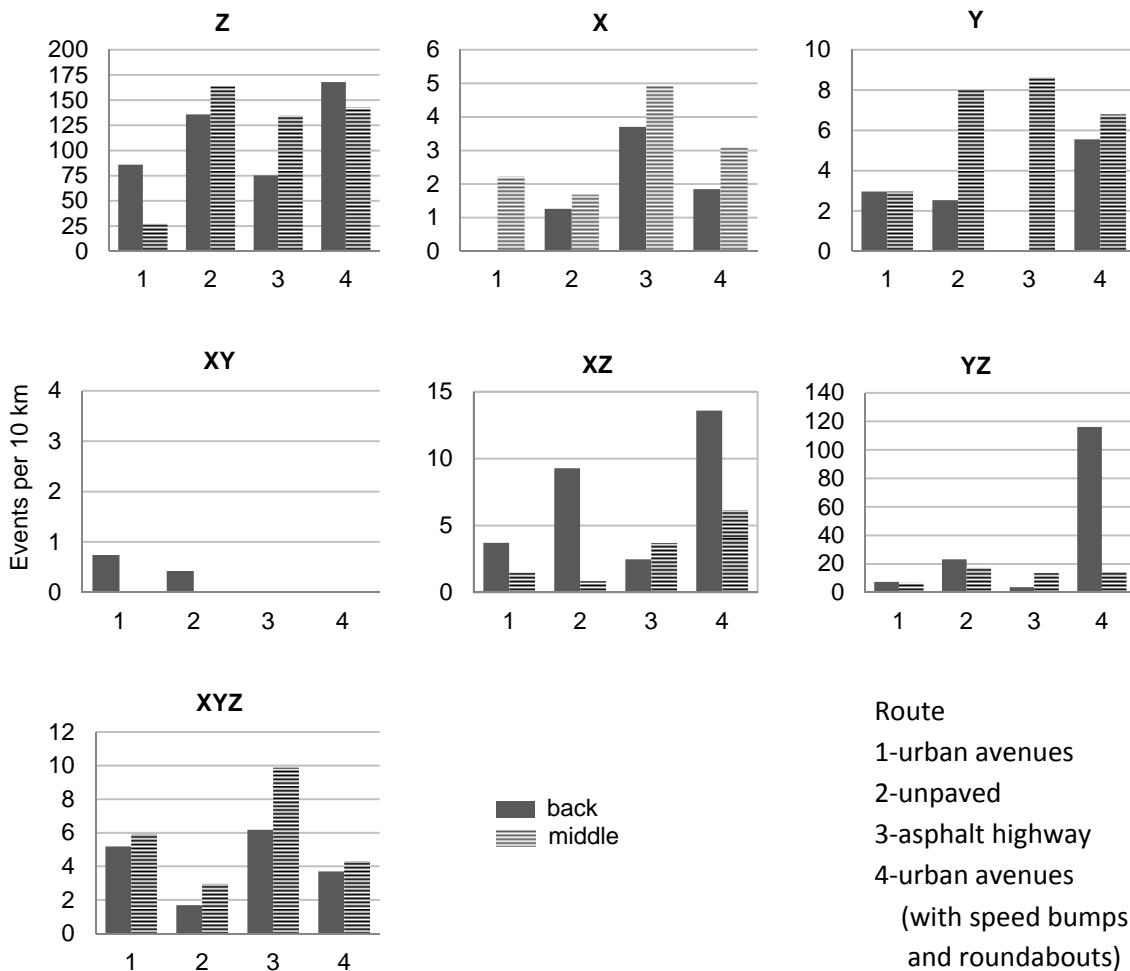 Z
200
175
150
125
100
75
50
25
0
1 2 3 4
X
6
5
4
3
2
1
0
1 2 3 4
Y
10
8
6
4
2
0
1 2 3 4
Events per 10 km
XY
4
3
2
1
0
1 2 3 4
XZ
15
10
5
0
1 2 3 4
YZ
140
120
100
80
60
40
20
0
1 2 3 4
XYZ
12
10
8
6
4
2
0
1 2 3 4
back
middle
Route
1-urban avenues
2-unpaved
3-asphalt highway
4-urban avenues
(with speed bumps
and roundabouts)